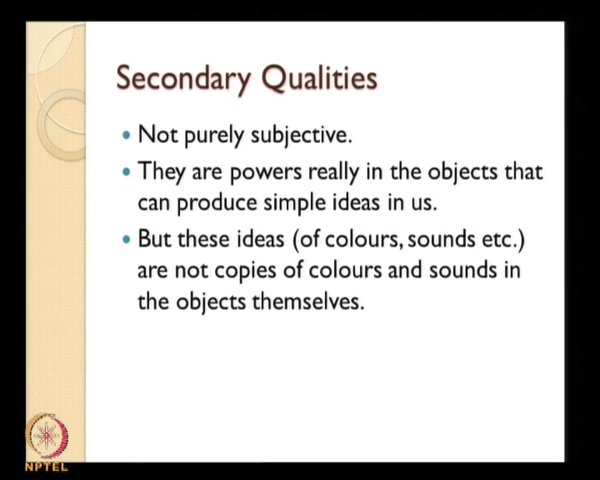 Secondary Qualities
Not purely subjective.
They are powers really in the objects that
can produce simple ideas in us.
But these ideas (of colours, sounds etc.)
are not copies of colours and sounds in
the objects themselves.
NPTEL